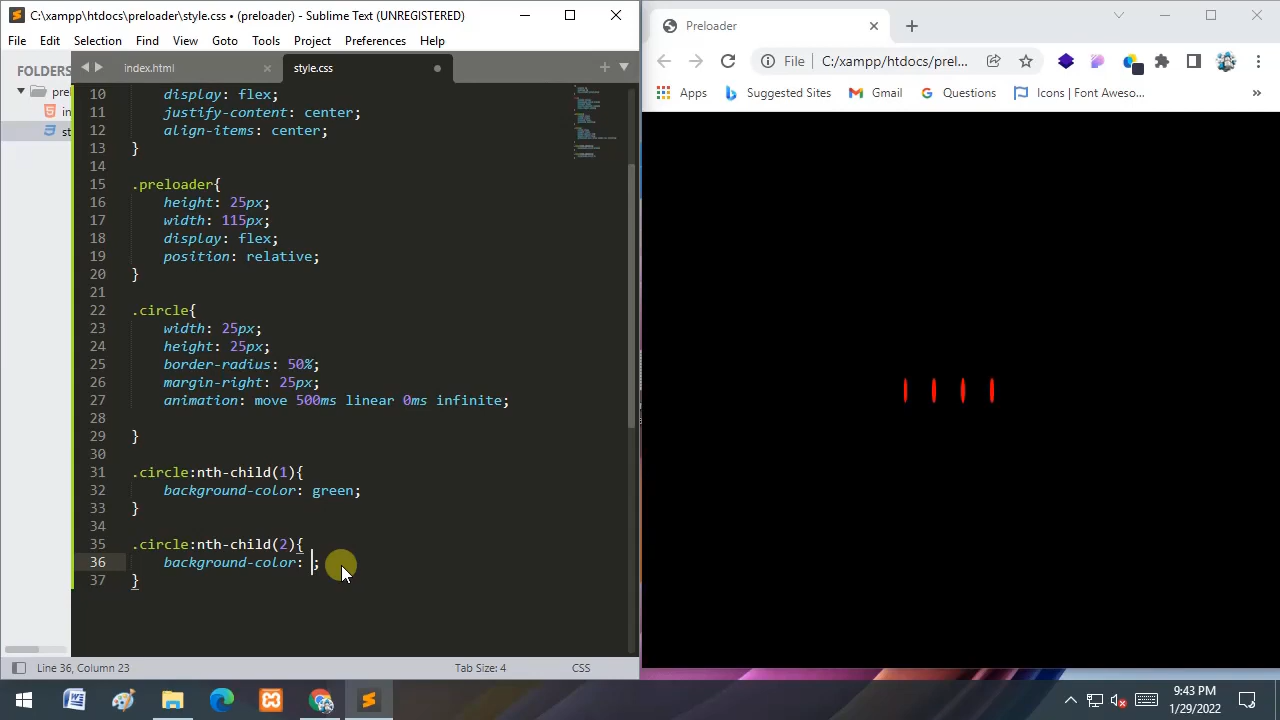 C:\xampp\htdocs\preloader\style.css • (preloader) - Sublime Text (UNREGISTERED)
File Edit Selection Find View Goto Tools Project Preferences Help
FOLDERS
index.html
style.css
10 display: flex;
11 justify-content: center;
12 align-items: center;
13 }
14
15 .preloader{
16 height: 25px;
17 width: 115px;
18 display: flex;
19 position: relative;
20 }
21
22 .circle{
23 width: 25px;
24 height: 25px;
25 border-radius: 50%;
26 margin-right: 25px;
27 animation: move 500ms linear 0ms infinite;
28
29 }
30
31 .circle:nth-child(1){
32 background-color: green;
33 }
34
35 .circle:nth-child(2){
36 background-color: ;
37 }
Line 36, Column 23
Tab Size: 4
CSS
Preloader
File C:/xampp/htdocs/prel...
Apps Suggested Sites Gmail Questions Icons | Font Aweso... »
9:43 PM
1/29/2022